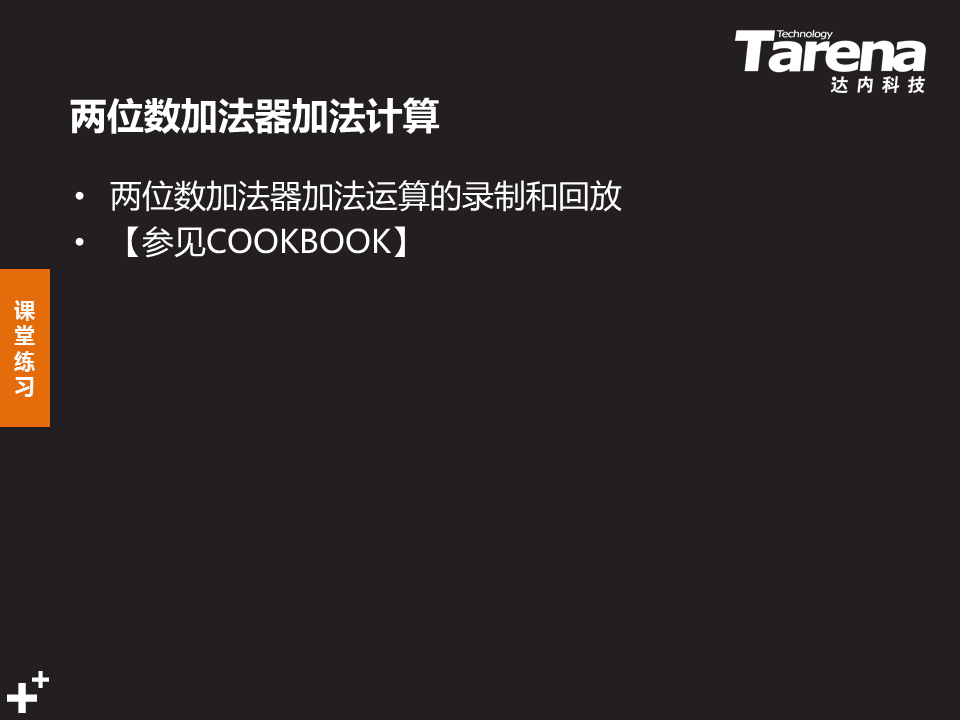 Technology
Tarena
达内科技
两位数加法器加法计算
• 两位数加法器加法运算的录制和回放
• 【参见COOKBOOK】
课
堂
练
习